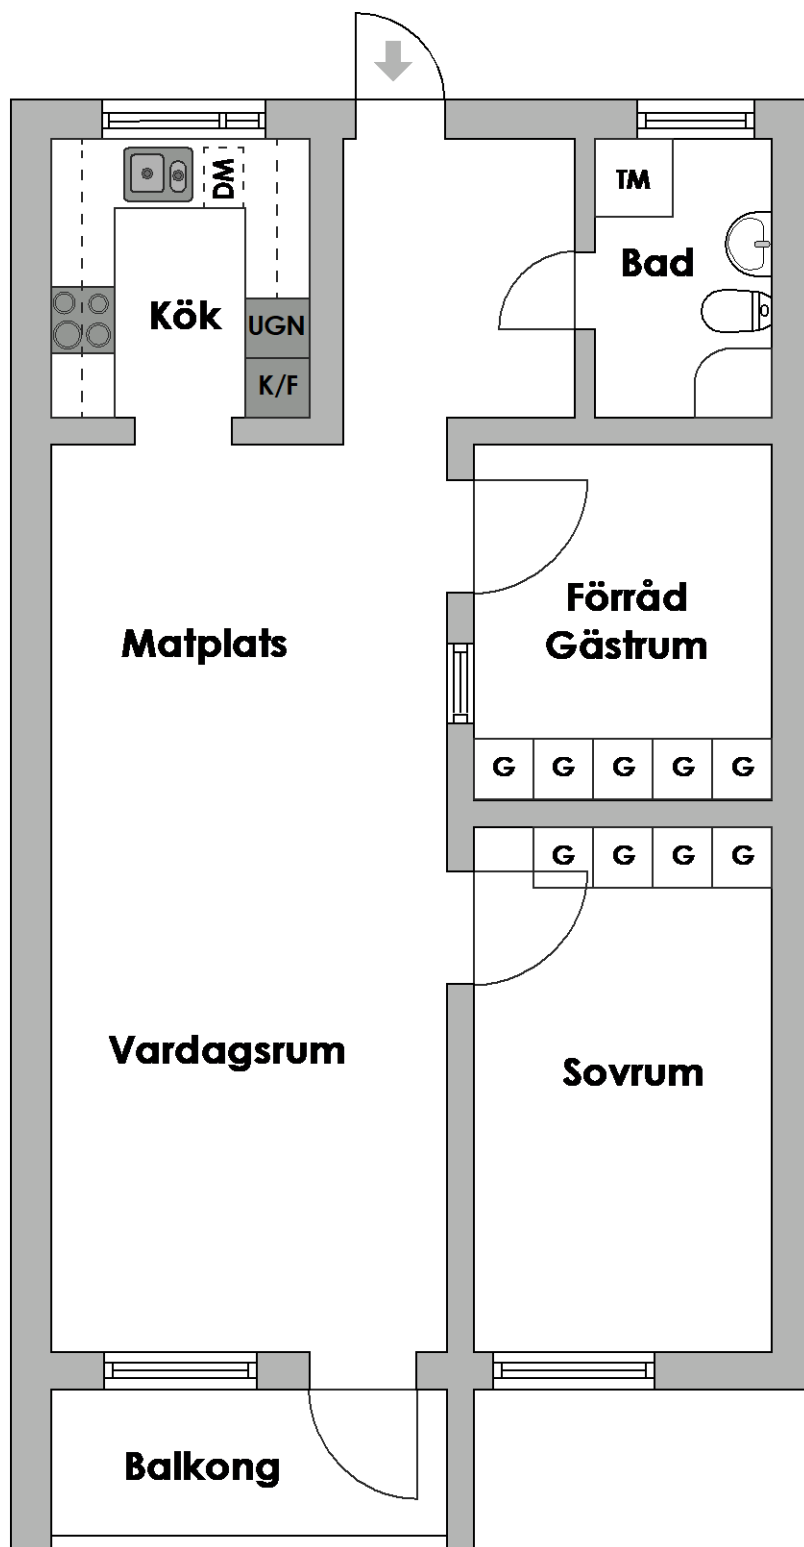 TM
DM
Bad
Kök
UGN
K/F
Förråd
Gästrum
Matplats
G G G G G
G G G G
Vardagsrum
Sovrum
Balkong